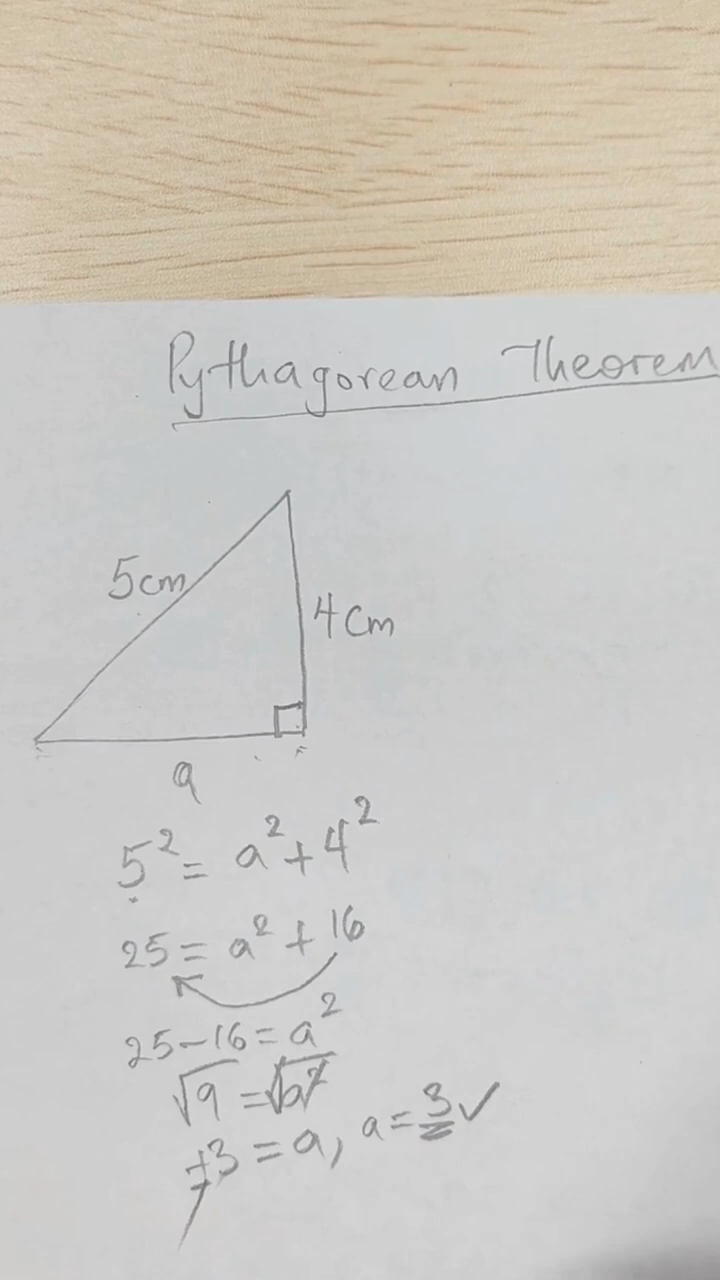 Pythagorean Theorem
5cm
4cm
a
5² = a² + 4²
25 = a² + 16
25 - 16 = a²
√9 = √a²
±3 = a, a = 3 ✓